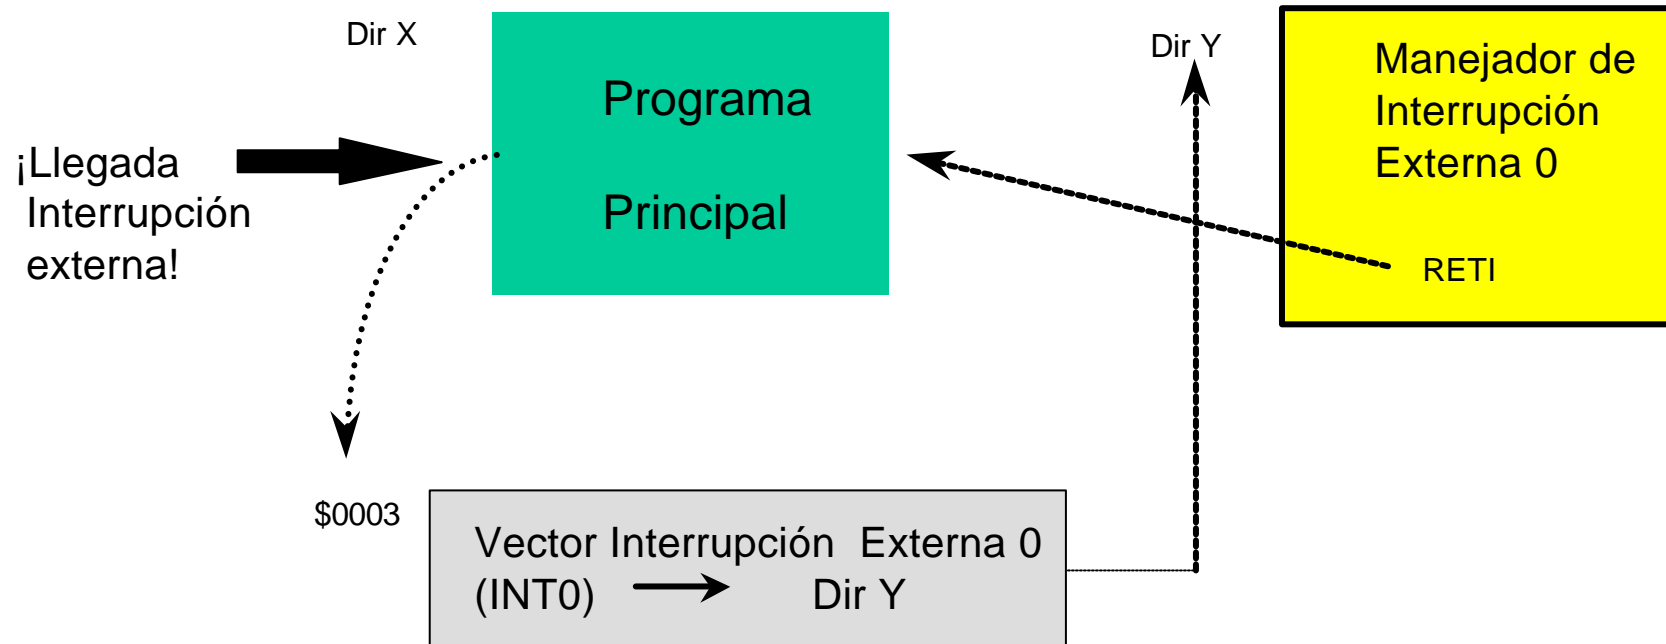 Dir X
Programa
Principal
¡Llegada
Interrupción
externa!
Dir Y
Manejador de
Interrupción
Externa 0
RETI
$0003
Vector Interrupción Externa 0
(INT0) → Dir Y